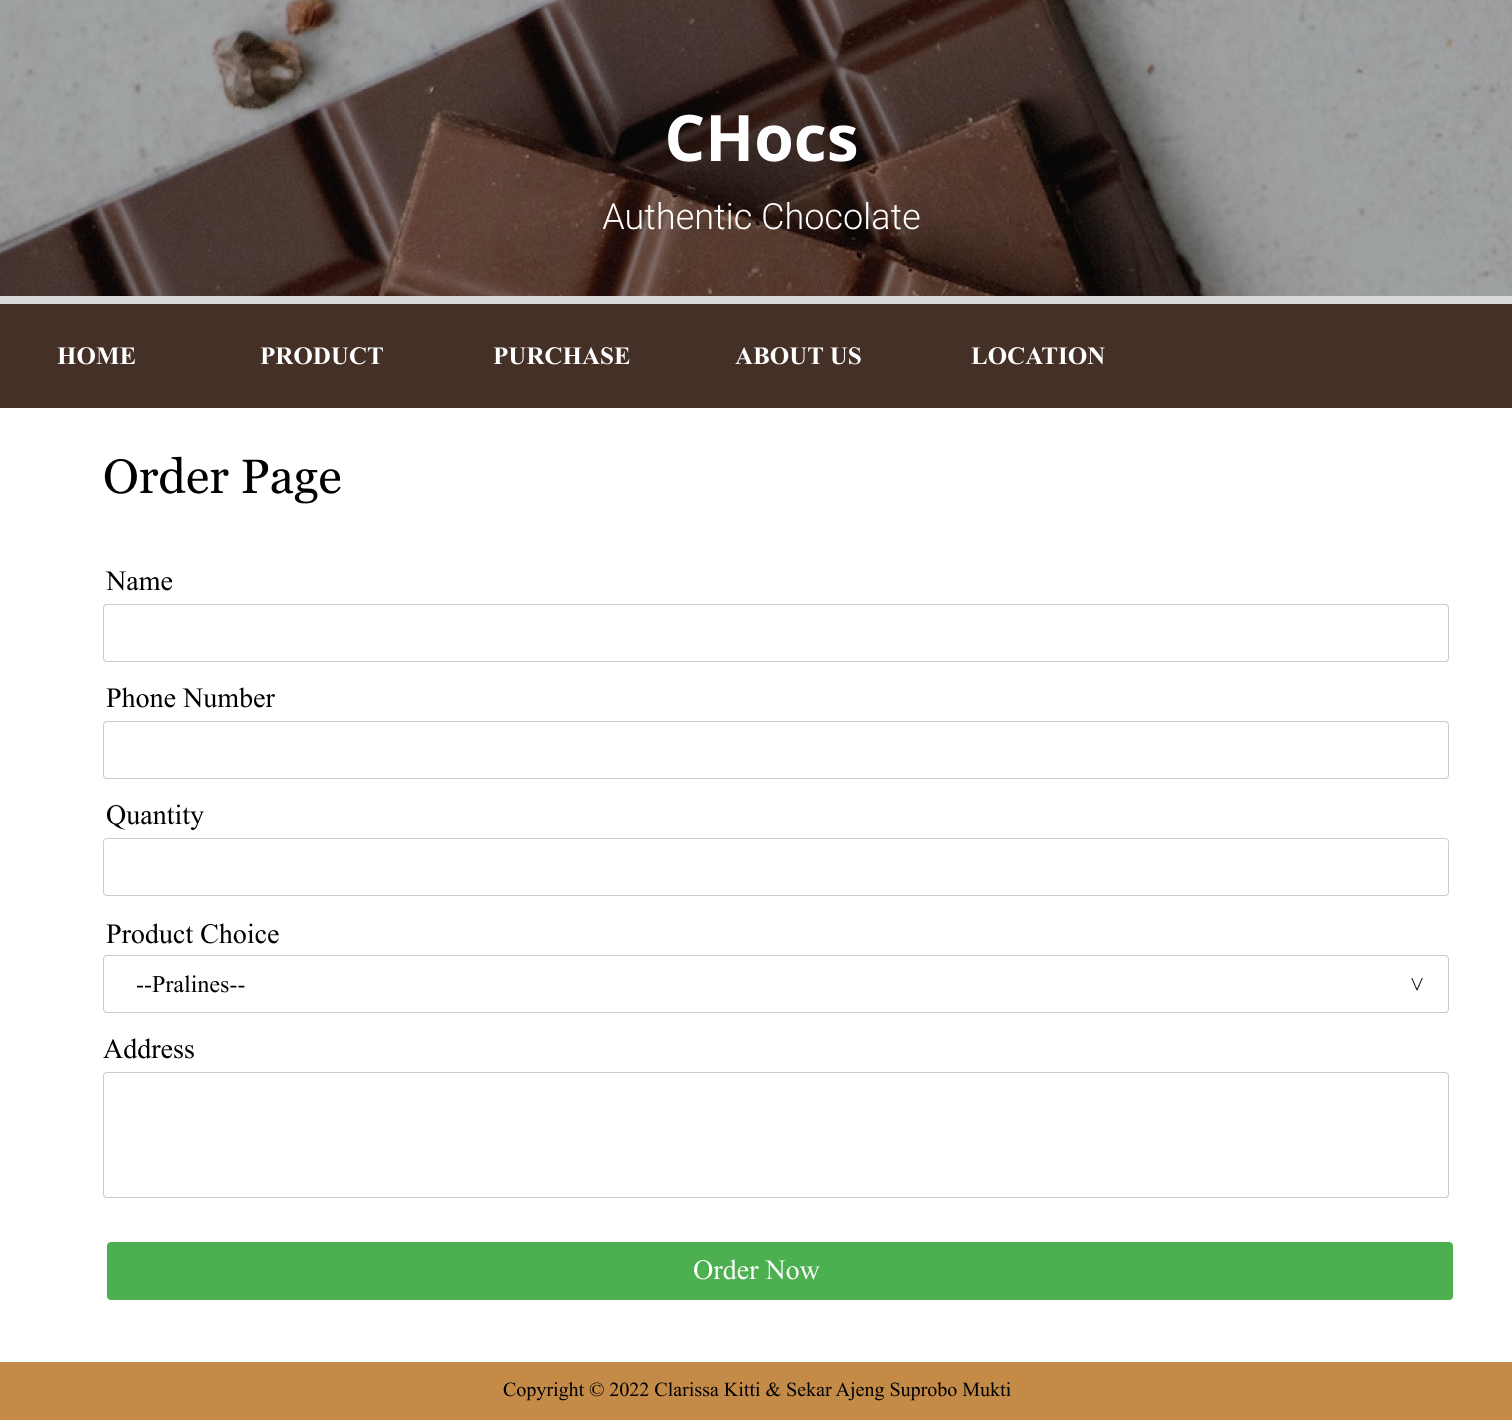 CHocs
Authentic Chocolate
HOME PRODUCT PURCHASE ABOUT US LOCATION
Order Page
Name
Phone Number
Quantity
Product Choice
--Pralines-- V
Address
Order Now
Copyright © 2022 Clarissa Kitti & Sekar Ajeng Suprobo Mukti